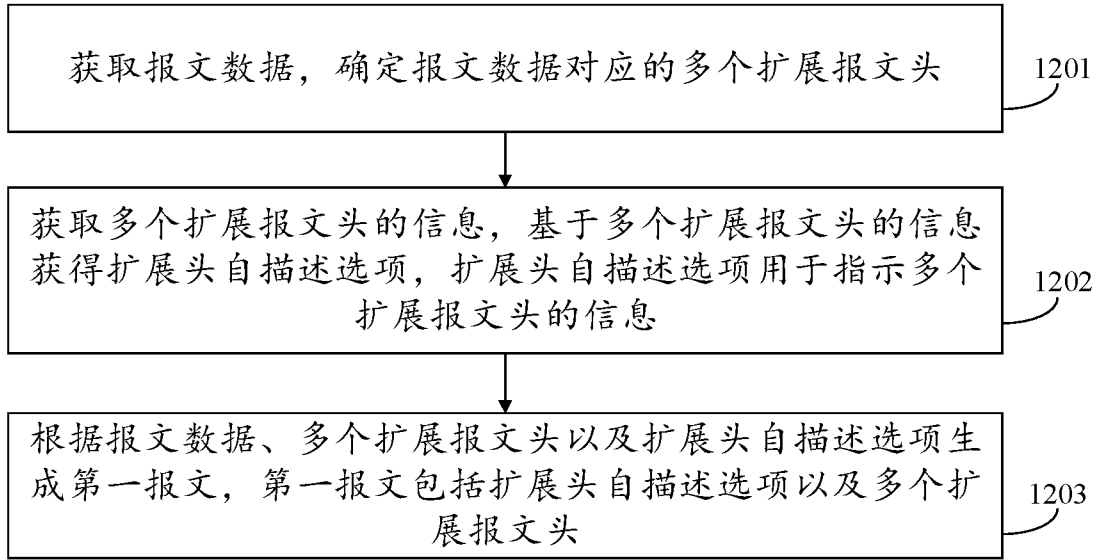 获取报文数据，确定报文数据对应的多个扩展报文头
1201
获取多个扩展报文头的信息，基于多个扩展报文头的信息
获得扩展头自描述选项，扩展头自描述选项用于指示多个
扩展报文头的信息
1202
根据报文数据、多个扩展报文头以及扩展头自描述选项生
成第一报文，第一报文包括扩展头自描述选项以及多个扩
展报文头
1203